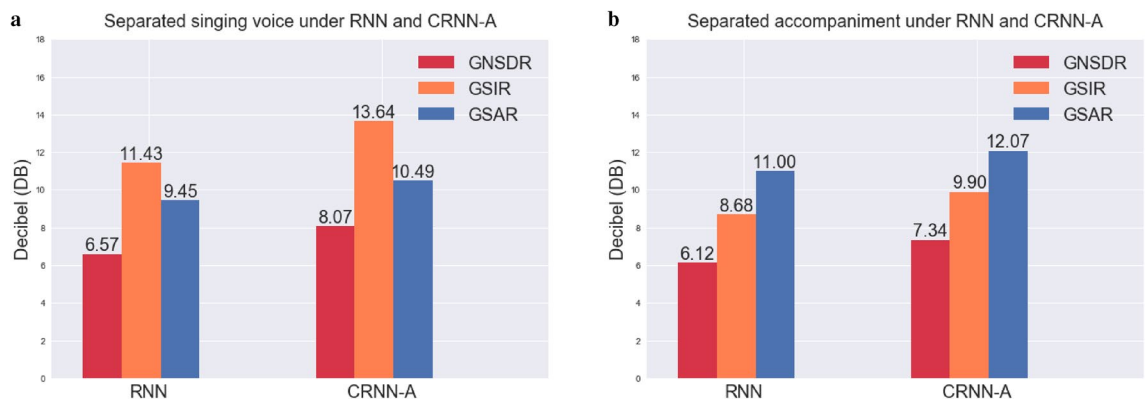 a
Separated singing voice under RNN and CRNN-A
18
16
14
12
10
8
6
4
2
0
Decibel (DB)
GNSDR
GSIR
GSAR
6.57
11.43
9.45
8.07
13.64
10.49
RNN
CRNN-A
b
Separated accompaniment under RNN and CRNN-A
18
16
14
12
10
8
6
4
2
0
Decibel (DB)
GNSDR
GSIR
GSAR
6.12
8.68
11.00
7.34
9.90
12.07
RNN
CRNN-A